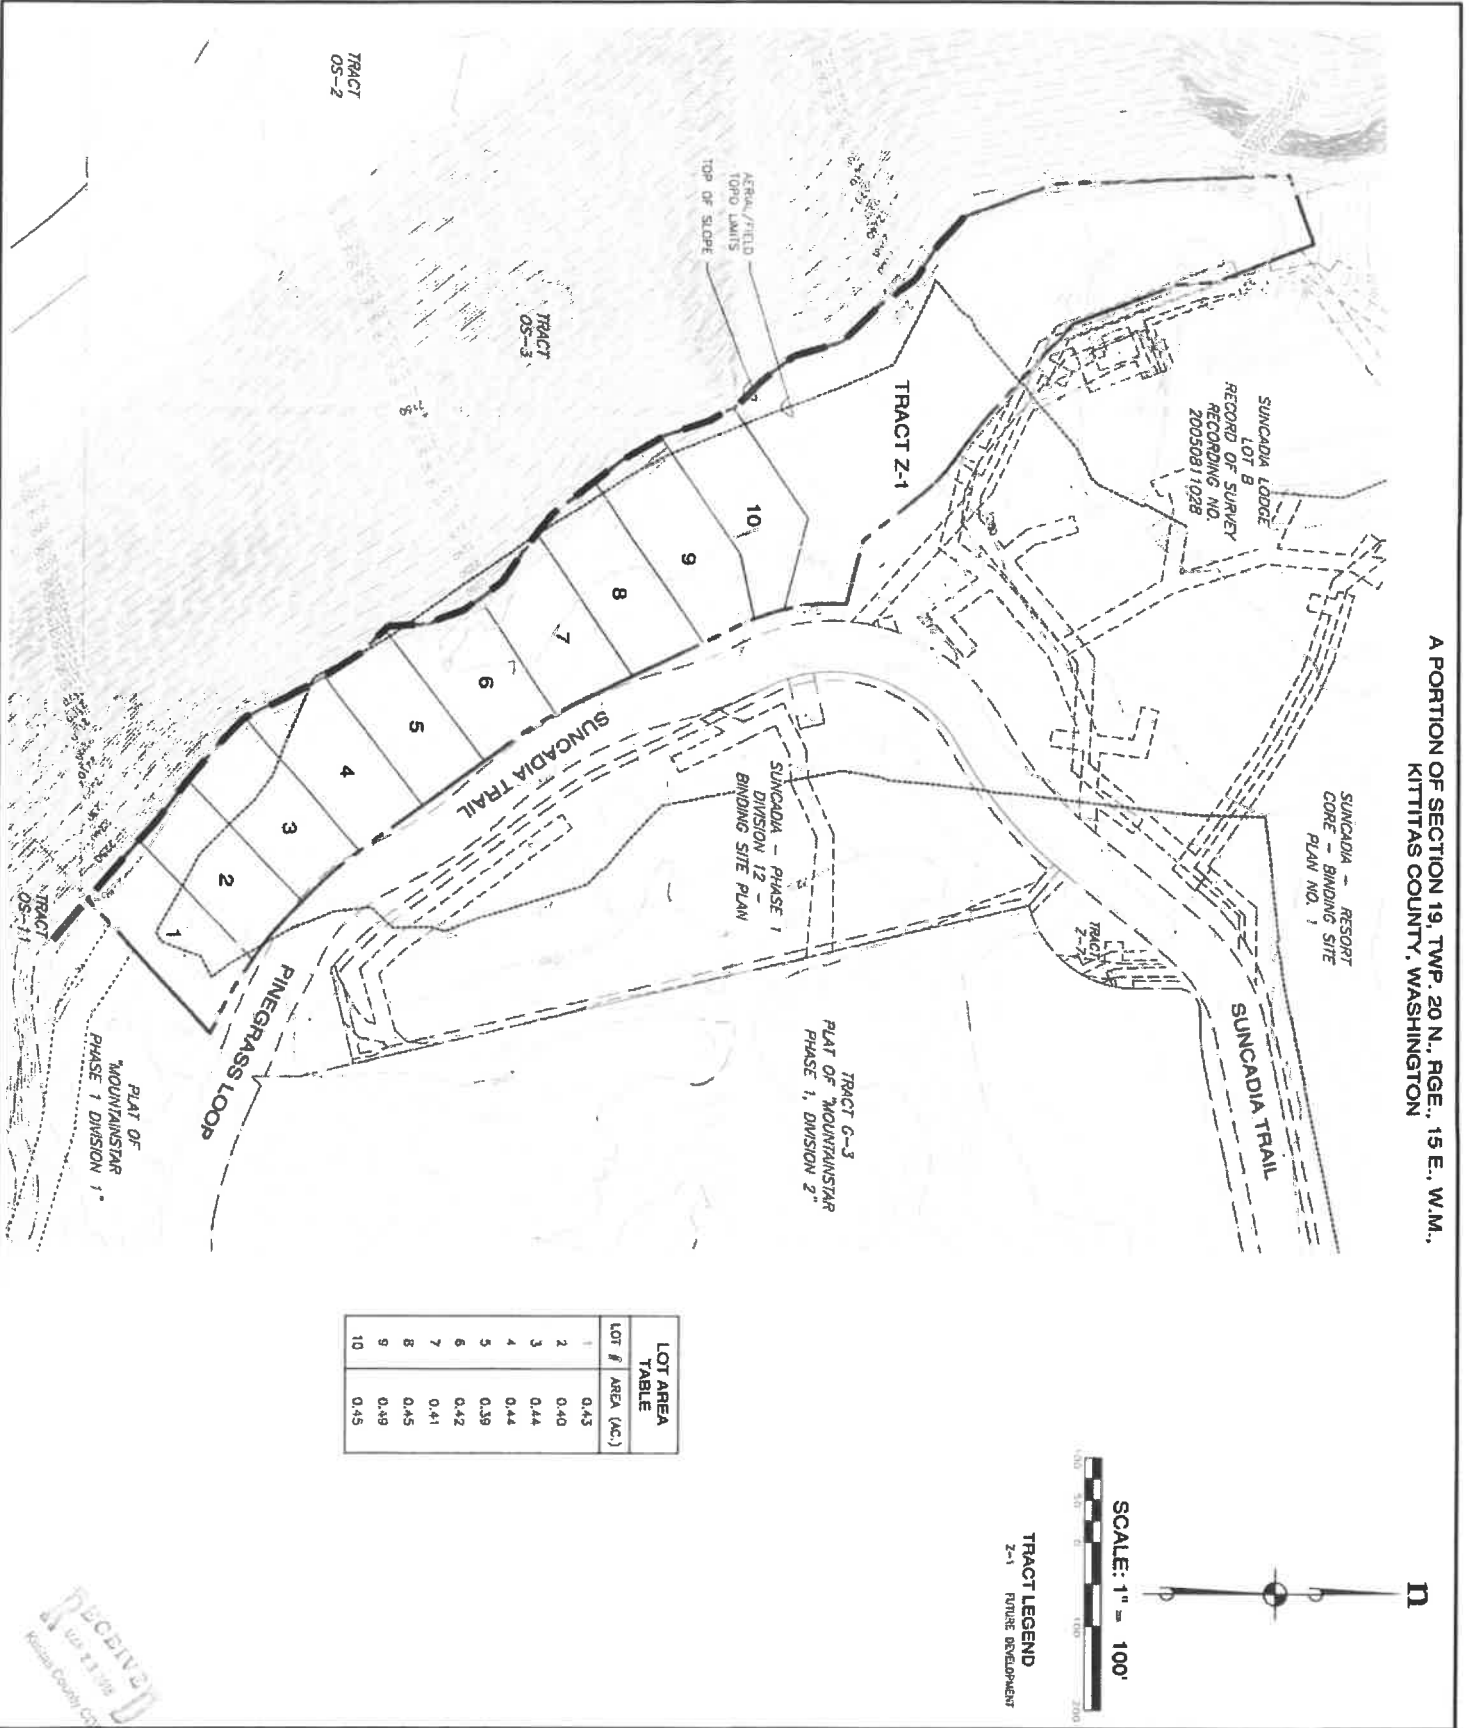 A PORTION OF SECTION 19, TWP. 20 N., RGE., 15 E., W.M.,
KITTITAS COUNTY, WASHINGTON
n
SCALE: 1" = 100'
100 50 0 100 200
TRACT LEGEND
Z-1 FUTURE DEVELOPMENT
SUNCADIA - RESORT
CORE - BINDING SITE
PLAN NO. 1
SUNCADIA LODGE
LOT B
RECORD OF SURVEY
RECORDING NO.
200508111028
SUNCADIA TRAIL
TRACT
Z-7
TRACT Z-1
AERIAL/FIELD
TOPO LIMITS
TOP OF SLOPE
SUNCADIA - PHASE 1
DIVISION 12 -
BINDING SITE PLAN
TRACT G-3
PLAT OF "MOUNTAINSTAR
PHASE 1, DIVISION 2"
10
9
8
7
6
5
4
3
2
1
SUNCADIA TRAIL
PINEGRASS LOOP
TRACT
OS-2
TRACT
OS-3
TRACT
OS-11
PLAT OF
"MOUNTAINSTAR
PHASE 1 DIVISION 1"
LOT AREA
TABLE
LOT # AREA (AC.)
1 0.43
2 0.40
3 0.44
4 0.44
5 0.39
6 0.42
7 0.41
8 0.45
9 0.49
10 0.45
RECEIVED
Kittitas County